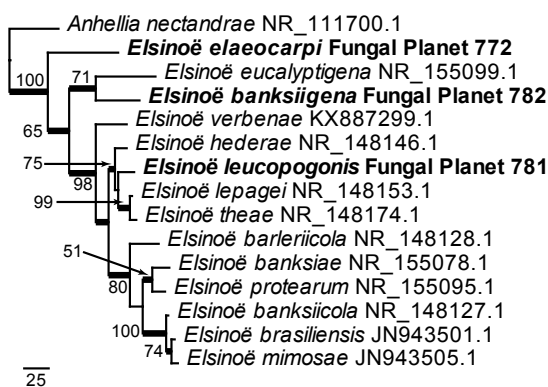 Anhellia nectandrae NR_111700.1
Elsinoë elaeocarpi Fungal Planet 772
100
71
Elsinoë eucalyptigena NR_155099.1
Elsinoë banksiigena Fungal Planet 782
65
Elsinoë verbenae KX887299.1
Elsinoë hederae NR_148146.1
75
Elsinoë leucopogonis Fungal Planet 781
98
Elsinoë lepagei NR_148153.1
99
Elsinoë theae NR_148174.1
Elsinoë barleriicola NR_148128.1
51
Elsinoë banksiae NR_155078.1
80
Elsinoë protearum NR_155095.1
Elsinoë banksiicola NR_148127.1
100
Elsinoë brasiliensis JN943501.1
74
Elsinoë mimosae JN943505.1
25